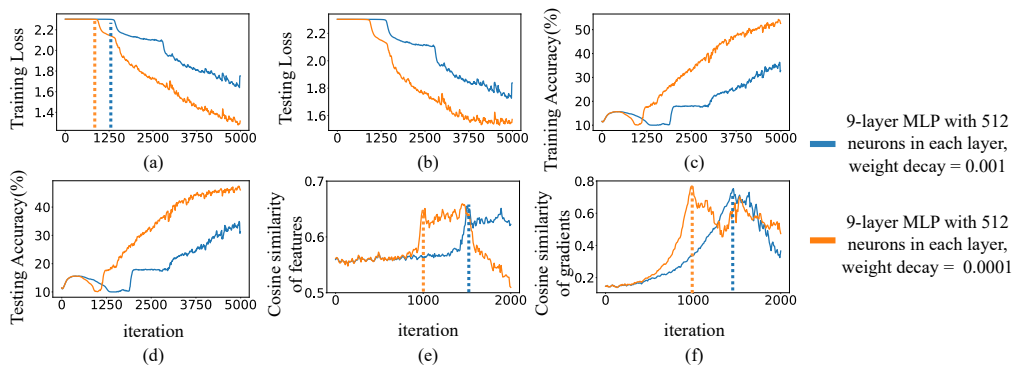 Training Loss
2.2
2.0
1.8
1.6
1.4
0
1250
2500
3750
5000
(a)
Testing Loss
2.2
2.0
1.8
1.6
0
1250
2500
3750
5000
(b)
Training Accuracy(%)
50
40
30
20
10
0
1250
2500
3750
5000
(c)
9-layer MLP with 512
neurons in each layer,
weight decay = 0.001
9-layer MLP with 512
neurons in each layer,
weight decay = 0.0001
Testing Accuracy(%)
40
30
20
10
0
1250
2500
3750
5000
iteration
(d)
Cosine similarity
of features
0.7
0.6
0.5
0
1000
2000
iteration
(e)
Cosine similarity
of gradients
0.8
0.6
0.4
0.2
0
1000
2000
iteration
(f)